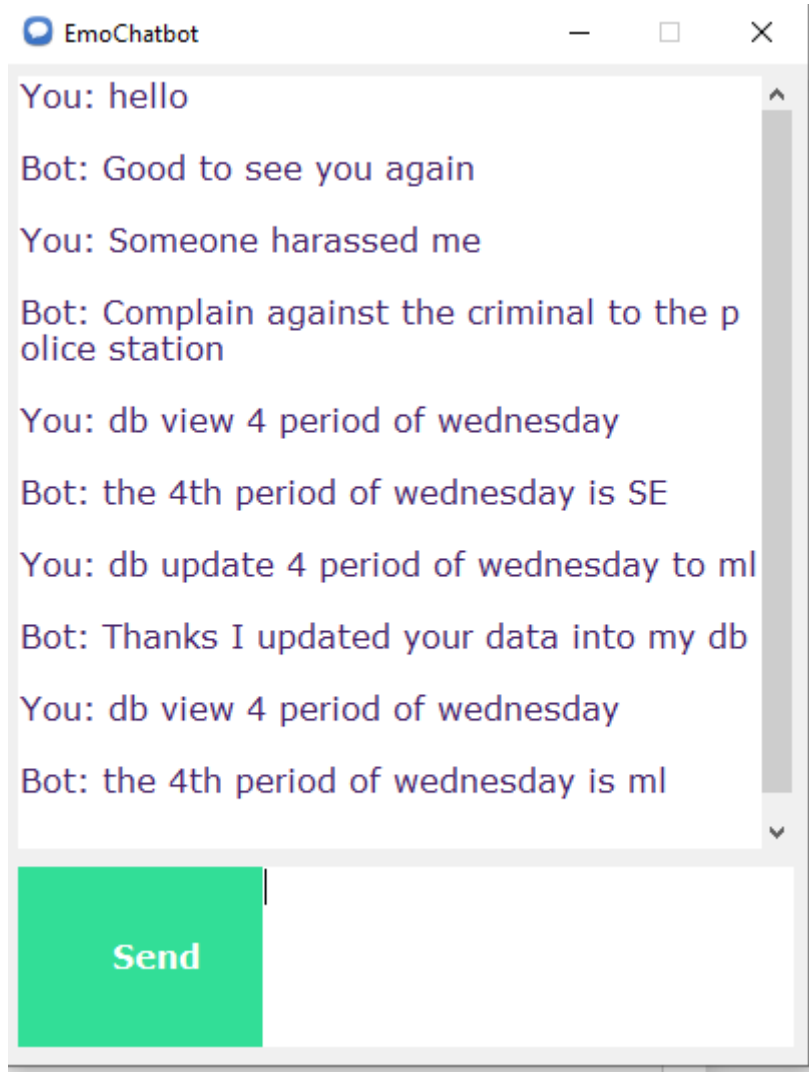 EmoChatbot
You: hello
Bot: Good to see you again
You: Someone harassed me
Bot: Complain against the criminal to the p
olice station
You: db view 4 period of wednesday
Bot: the 4th period of wednesday is SE
You: db update 4 period of wednesday to ml
Bot: Thanks I updated your data into my db
You: db view 4 period of wednesday
Bot: the 4th period of wednesday is ml
Send